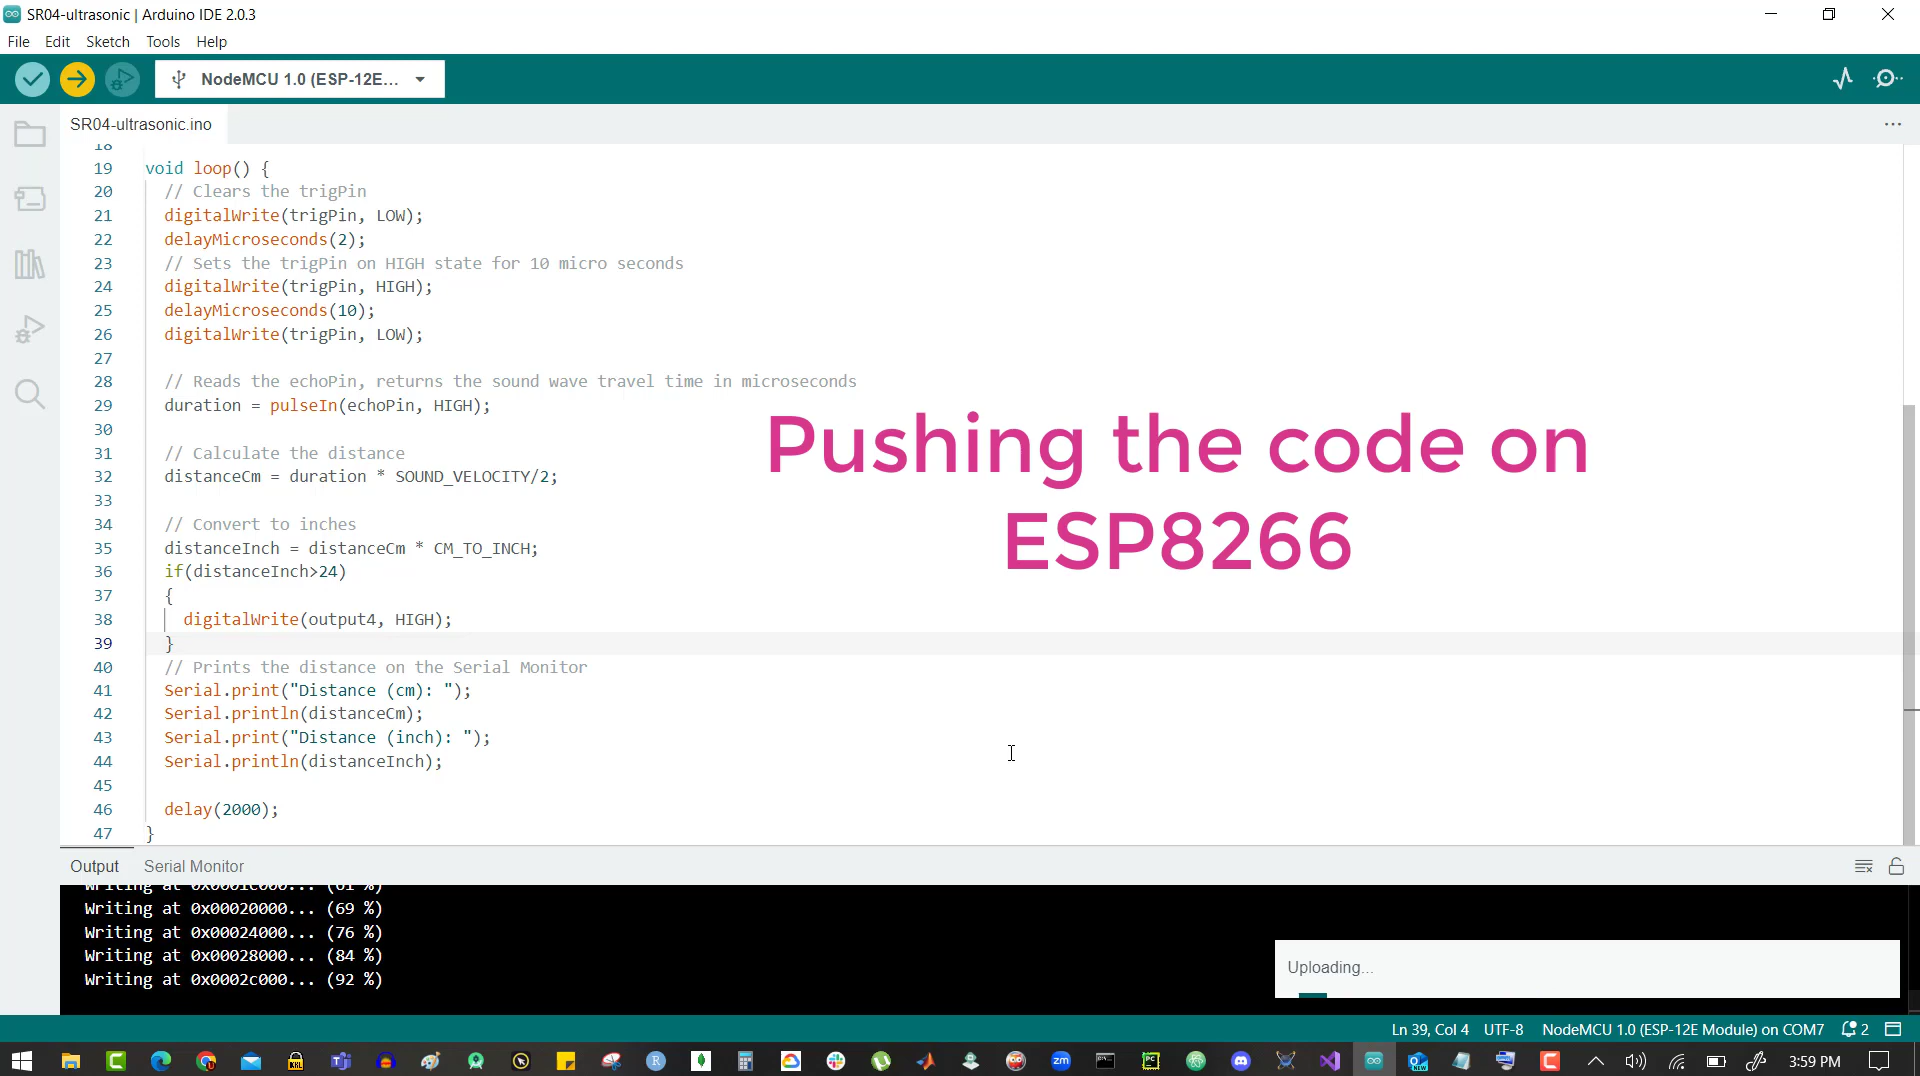 SR04-ultrasonic | Arduino IDE 2.0.3
File Edit Sketch Tools Help
NodeMCU 1.0 (ESP-12E...
SR04-ultrasonic.ino
18
19 void loop() {
20 // Clears the trigPin
21 digitalWrite(trigPin, LOW);
22 delayMicroseconds(2);
23 // Sets the trigPin on HIGH state for 10 micro seconds
24 digitalWrite(trigPin, HIGH);
25 delayMicroseconds(10);
26 digitalWrite(trigPin, LOW);
27
28 // Reads the echoPin, returns the sound wave travel time in microseconds
29 duration = pulseIn(echoPin, HIGH);
30
31 // Calculate the distance
32 distanceCm = duration * SOUND_VELOCITY/2;
33
34 // Convert to inches
35 distanceInch = distanceCm * CM_TO_INCH;
36 if(distanceInch>24)
37 {
38 digitalWrite(output4, HIGH);
39 }
40 // Prints the distance on the Serial Monitor
41 Serial.print("Distance (cm): ");
42 Serial.println(distanceCm);
43 Serial.print("Distance (inch): ");
44 Serial.println(distanceInch);
45
46 delay(2000);
47 }
Pushing the code on
ESP8266
Output Serial Monitor
Writing at 0x0001c000... (61 %)
Writing at 0x00020000... (69 %)
Writing at 0x00024000... (76 %)
Writing at 0x00028000... (84 %)
Writing at 0x0002c000... (92 %)
Uploading...
Ln 39, Col 4 UTF-8 NodeMCU 1.0 (ESP-12E Module) on COM7 2
3:59 PM